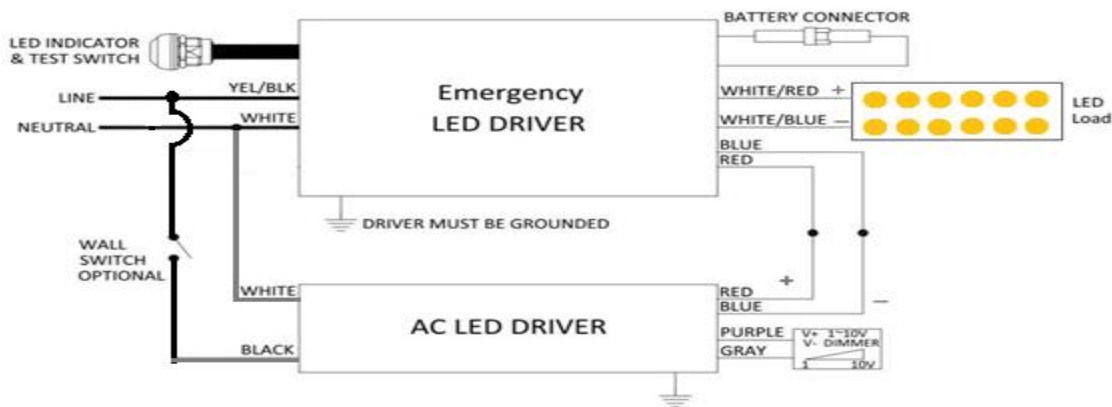 BATTERY CONNECTOR
LED INDICATOR
& TEST SWITCH
YEL/BLK
LINE
WHITE
NEUTRAL
Emergency
LED DRIVER
WHITE/RED +
WHITE/BLUE −
LED
Load
BLUE
RED
DRIVER MUST BE GROUNDED
WALL
SWITCH
OPTIONAL
WHITE
BLACK
AC LED DRIVER
+
RED
BLUE
−
PURPLE
GRAY
V+ 1~10V
V- DIMMER
1 10V